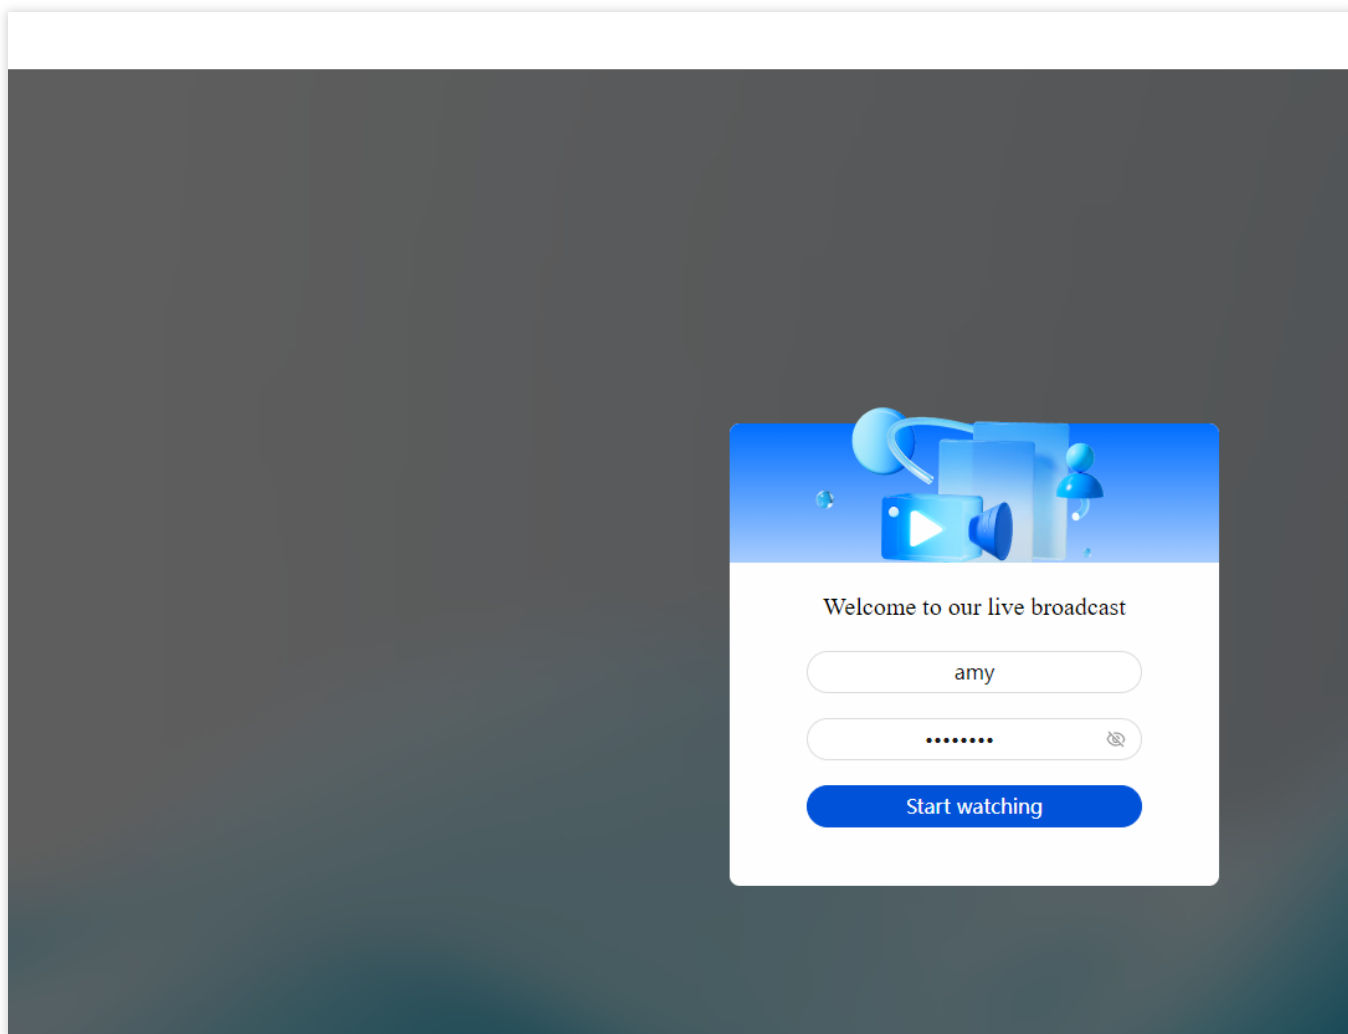 Welcome to our live broadcast
amy
••••••••
Start watching